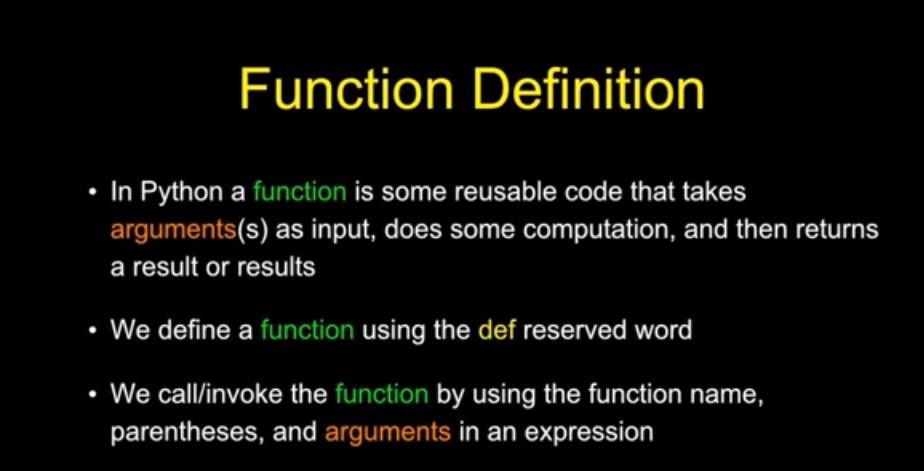 Function Definition
• In Python a function is some reusable code that takes
arguments(s) as input, does some computation, and then returns
a result or results
• We define a function using the def reserved word
• We call/invoke the function by using the function name,
parentheses, and arguments in an expression